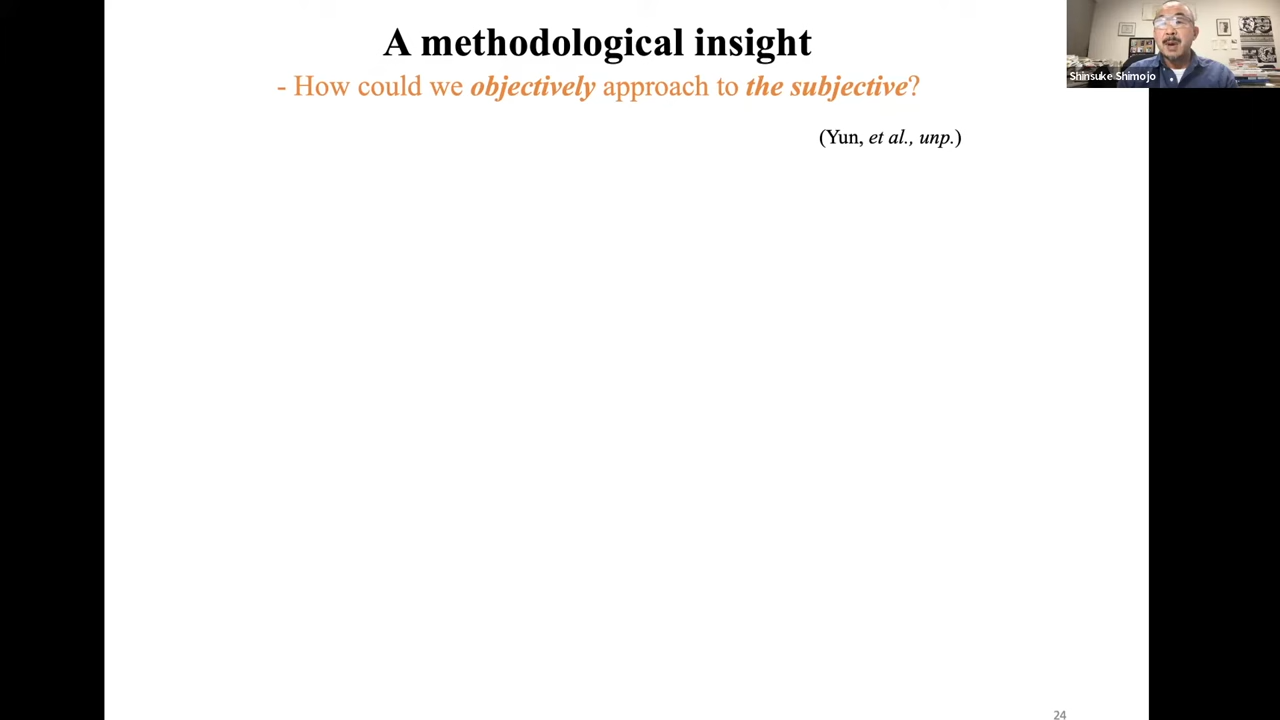 A methodological insight
- How could we objectively approach to the subjective?
(Yun, et al., unp.)
Shinsuke Shimojo
24